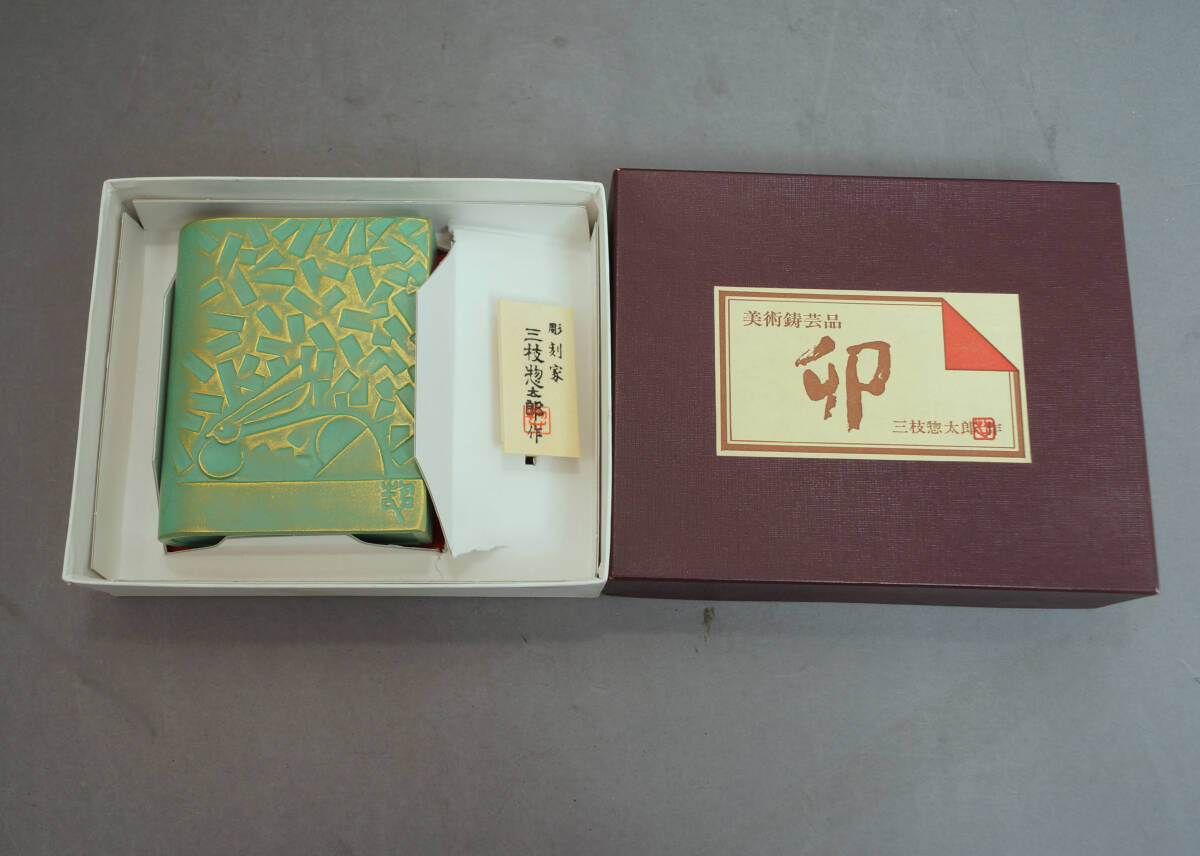 彫刻家
三枝惣太郎作
美術鋳芸品
卯
三枝惣太郎作